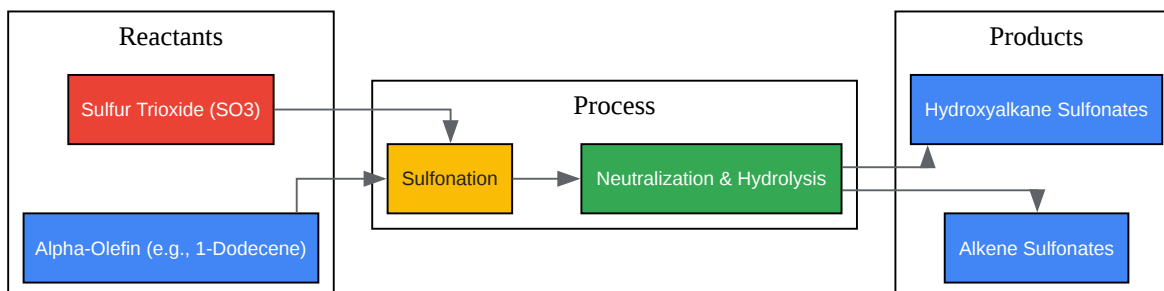 Reactants
Sulfur Trioxide (SO3)
Alpha-Olefin (e.g., 1-Dodecene)
Process
Sulfonation
Neutralization & Hydrolysis
Products
Hydroxyalkane Sulfonates
Alkene Sulfonates